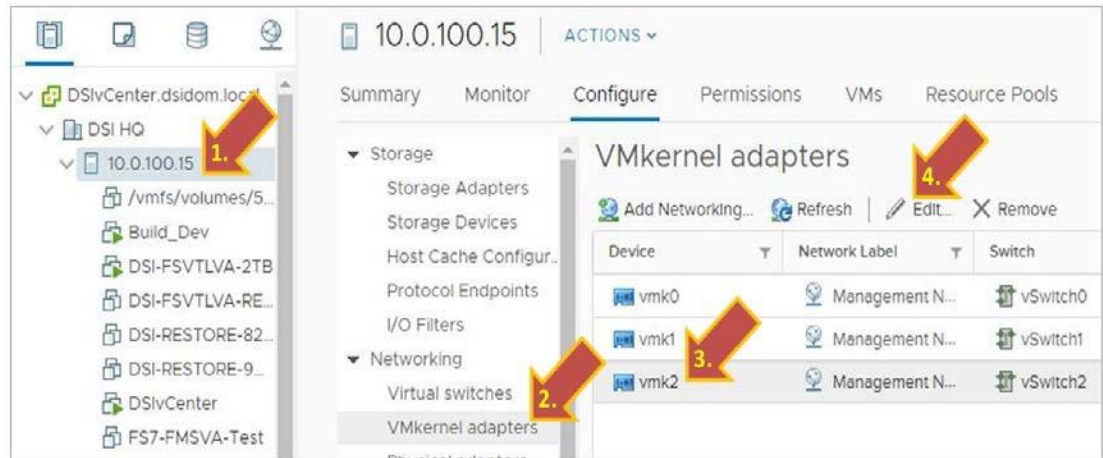 10.0.100.15 ACTIONS
DSIvCenter.dsidom.local
DSI HQ
10.0.100.15
1.
/vmfs/volumes/5...
Build_Dev
DSI-FSVTLVA-2TB
DSI-FSVTLVA-RE...
DSI-RESTORE-82...
DSI-RESTORE-9...
DSIvCenter
FS7-FMSVA-Test
Summary Monitor Configure Permissions VMs Resource Pools
Storage
Storage Adapters
Storage Devices
Host Cache Configur..
Protocol Endpoints
I/O Filters
Networking
Virtual switches
2.
VMkernel adapters
Physical adapters
VMkernel adapters
4.
Add Networking... Refresh Edit... Remove
Device Network Label Switch
vmk0 Management N... vSwitch0
vmk1 Management N... vSwitch1
3.
vmk2 Management N... vSwitch2